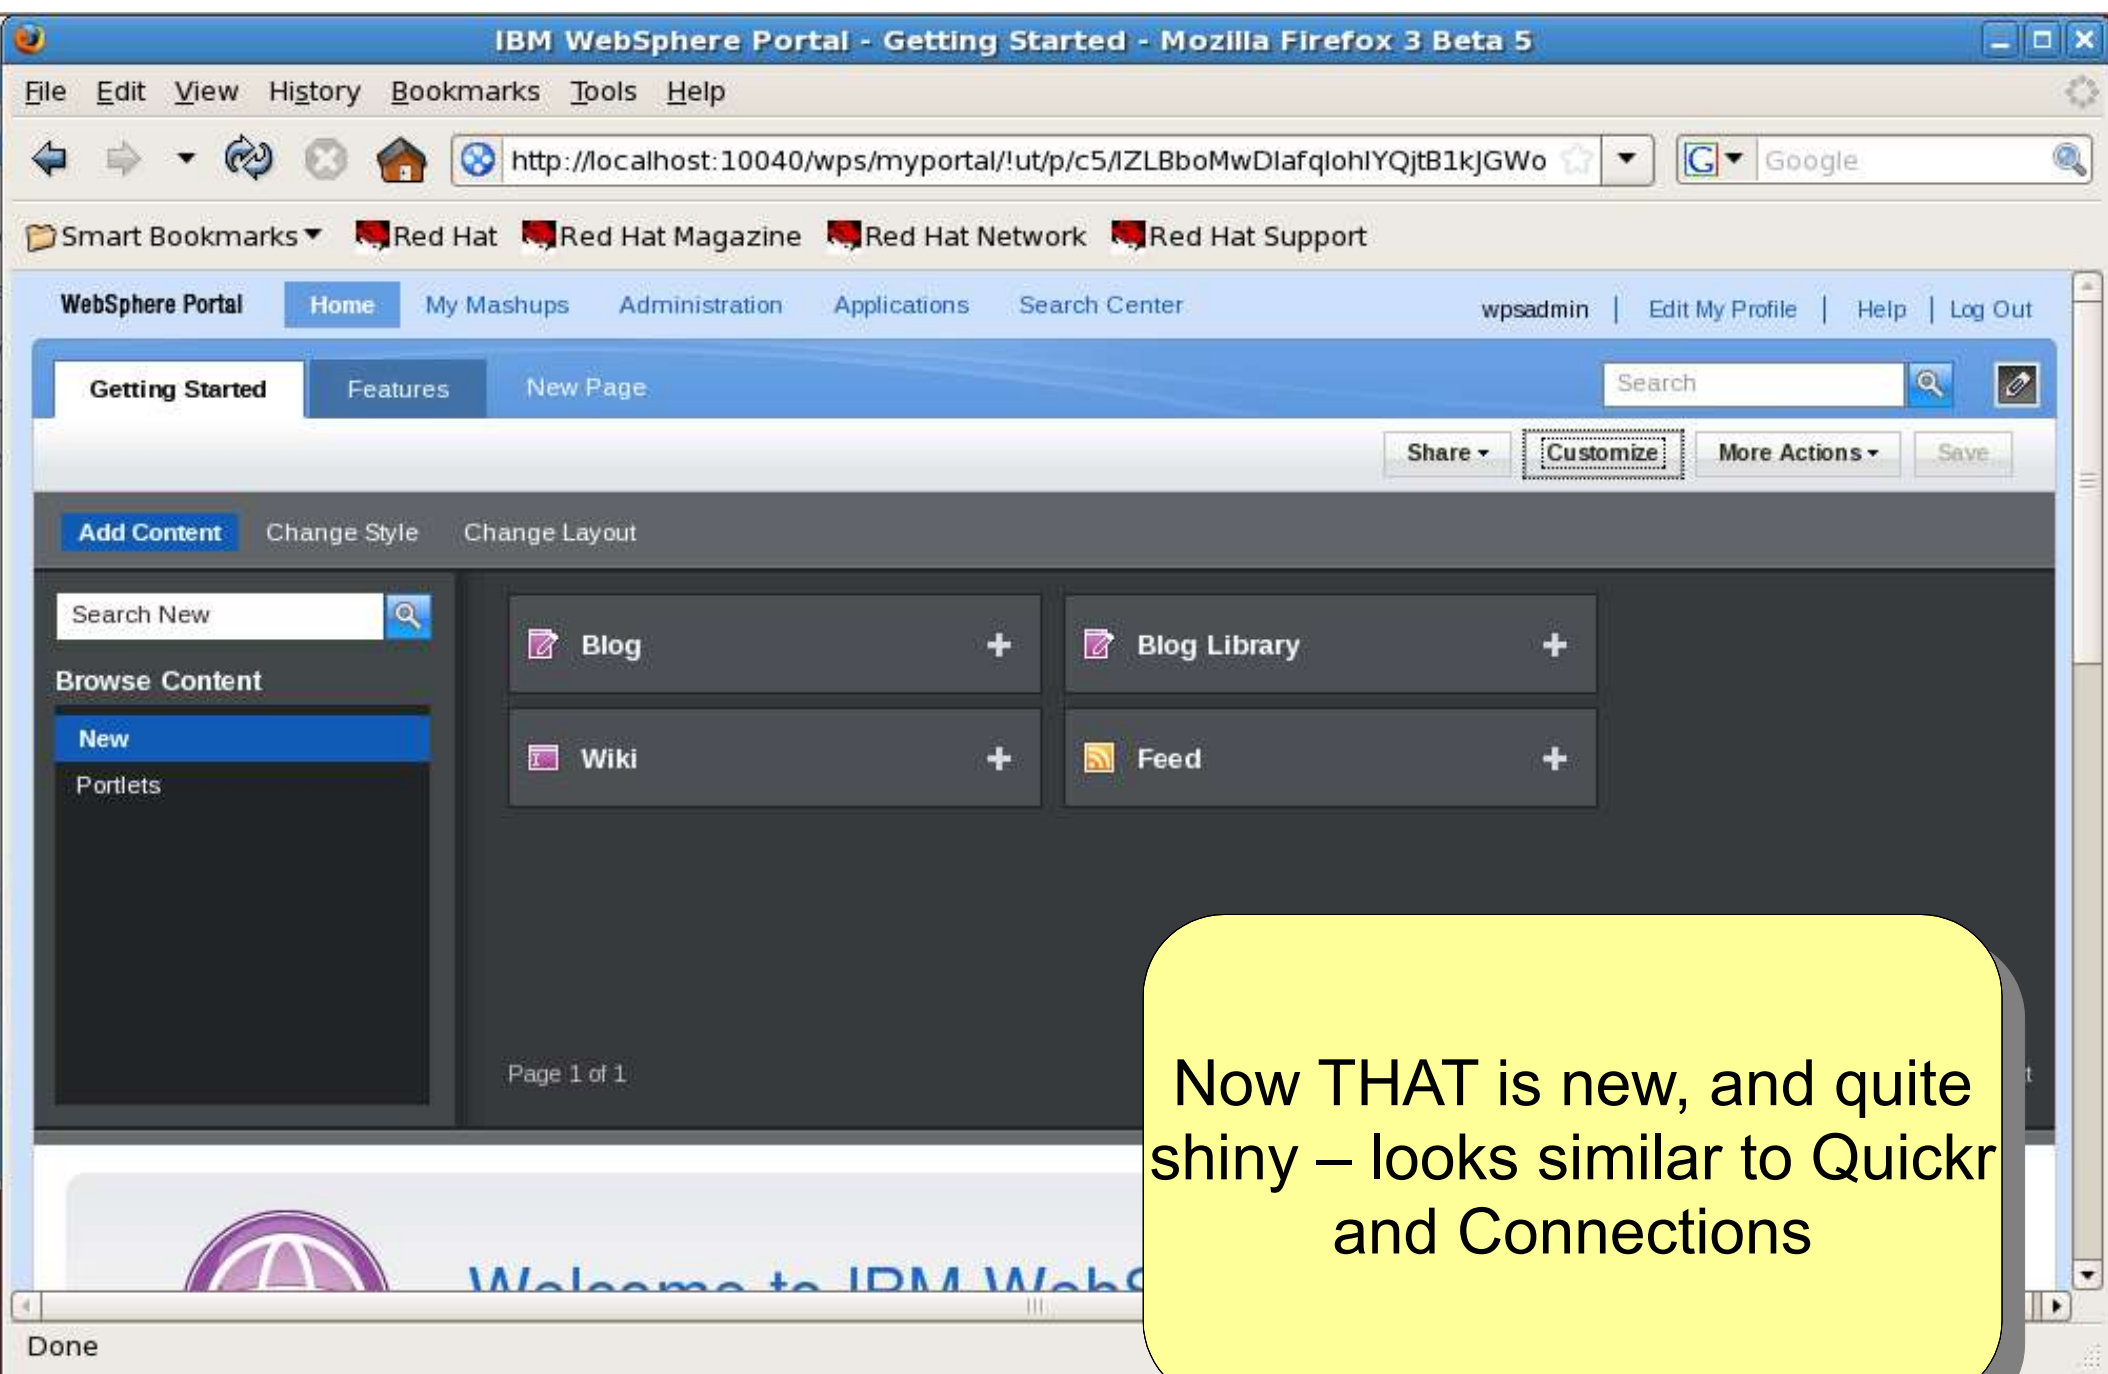 IBM WebSphere Portal - Getting Started - Mozilla Firefox 3 Beta 5
File Edit View History Bookmarks Tools Help
http://localhost:10040/wps/myportal/!ut/p/c5/IZLBboMwDIafqlohlYQjtB1kJGWo Google
Smart Bookmarks Red Hat Red Hat Magazine Red Hat Network Red Hat Support
WebSphere Portal Home My Mashups Administration Applications Search Center wpsadmin | Edit My Profile | Help | Log Out
Getting Started Features New Page Search
Share Customize More Actions Save
Add Content Change Style Change Layout
Search New
Blog + Blog Library +
Browse Content
New
Wiki + Feed +
Portlets
Page 1 of 1
Now THAT is new, and quite
shiny – looks similar to Quickr
and Connections
Welcome to IBM WebS
Done